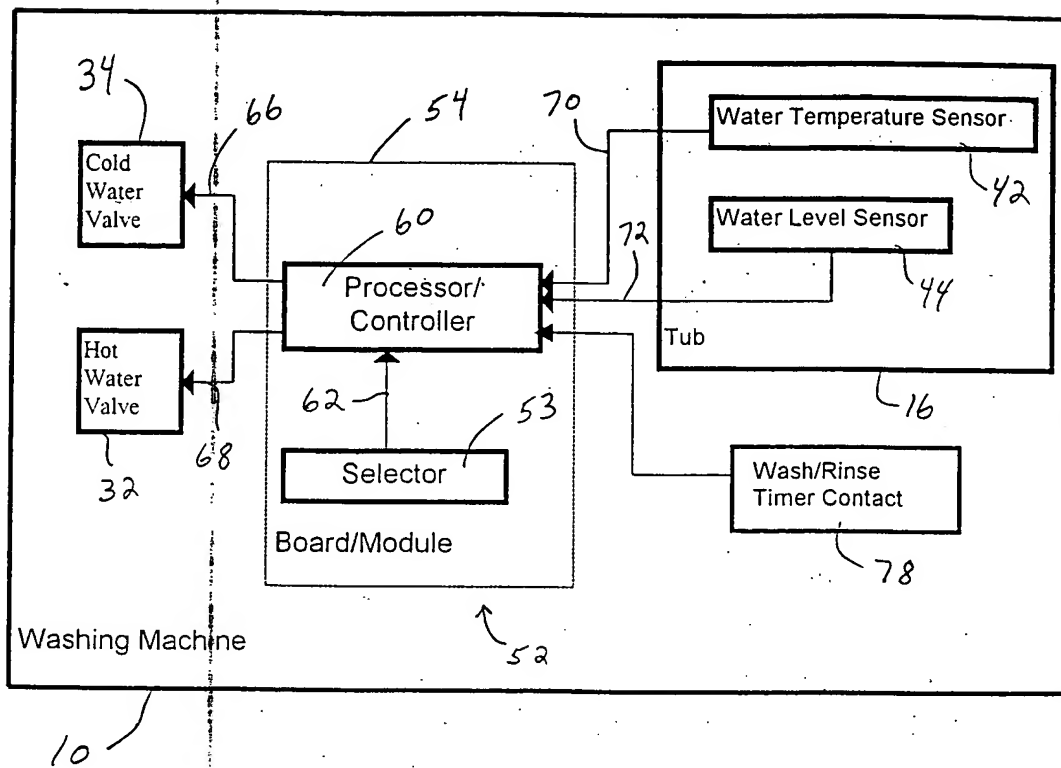 34
66
54
70
Water Temperature Sensor
42
Cold
Water
Valve
60
72
Water Level Sensor
44
Processor/
Controller
Tub
16
Hot
Water
Valve
62
53
68
32
Selector
Wash/Rinse
Timer Contact
78
Board/Module
52
Washing Machine
10